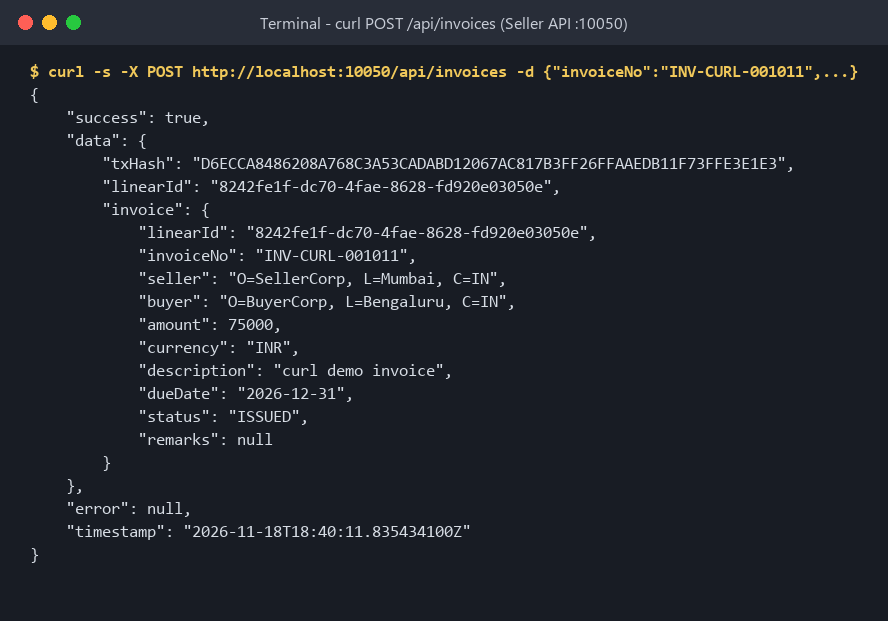 Terminal - curl POST /api/invoices (Seller API :10050)
$ curl -s -X POST http://localhost:10050/api/invoices -d {"invoiceNo":"INV-CURL-001011",...}
{
    "success": true,
    "data": {
        "txHash": "D6ECCA8486208A768C3A53CADABD12067AC817B3FF26FFAAEDB11F73FFE3E1E3",
        "linearId": "8242fe1f-dc70-4fae-8628-fd920e03050e",
        "invoice": {
            "linearId": "8242fe1f-dc70-4fae-8628-fd920e03050e",
            "invoiceNo": "INV-CURL-001011",
            "seller": "O=SellerCorp, L=Mumbai, C=IN",
            "buyer": "O=BuyerCorp, L=Bengaluru, C=IN",
            "amount": 75000,
            "currency": "INR",
            "description": "curl demo invoice",
            "dueDate": "2026-12-31",
            "status": "ISSUED",
            "remarks": null
        }
    },
    "error": null,
    "timestamp": "2026-11-18T18:40:11.835434100Z"
}